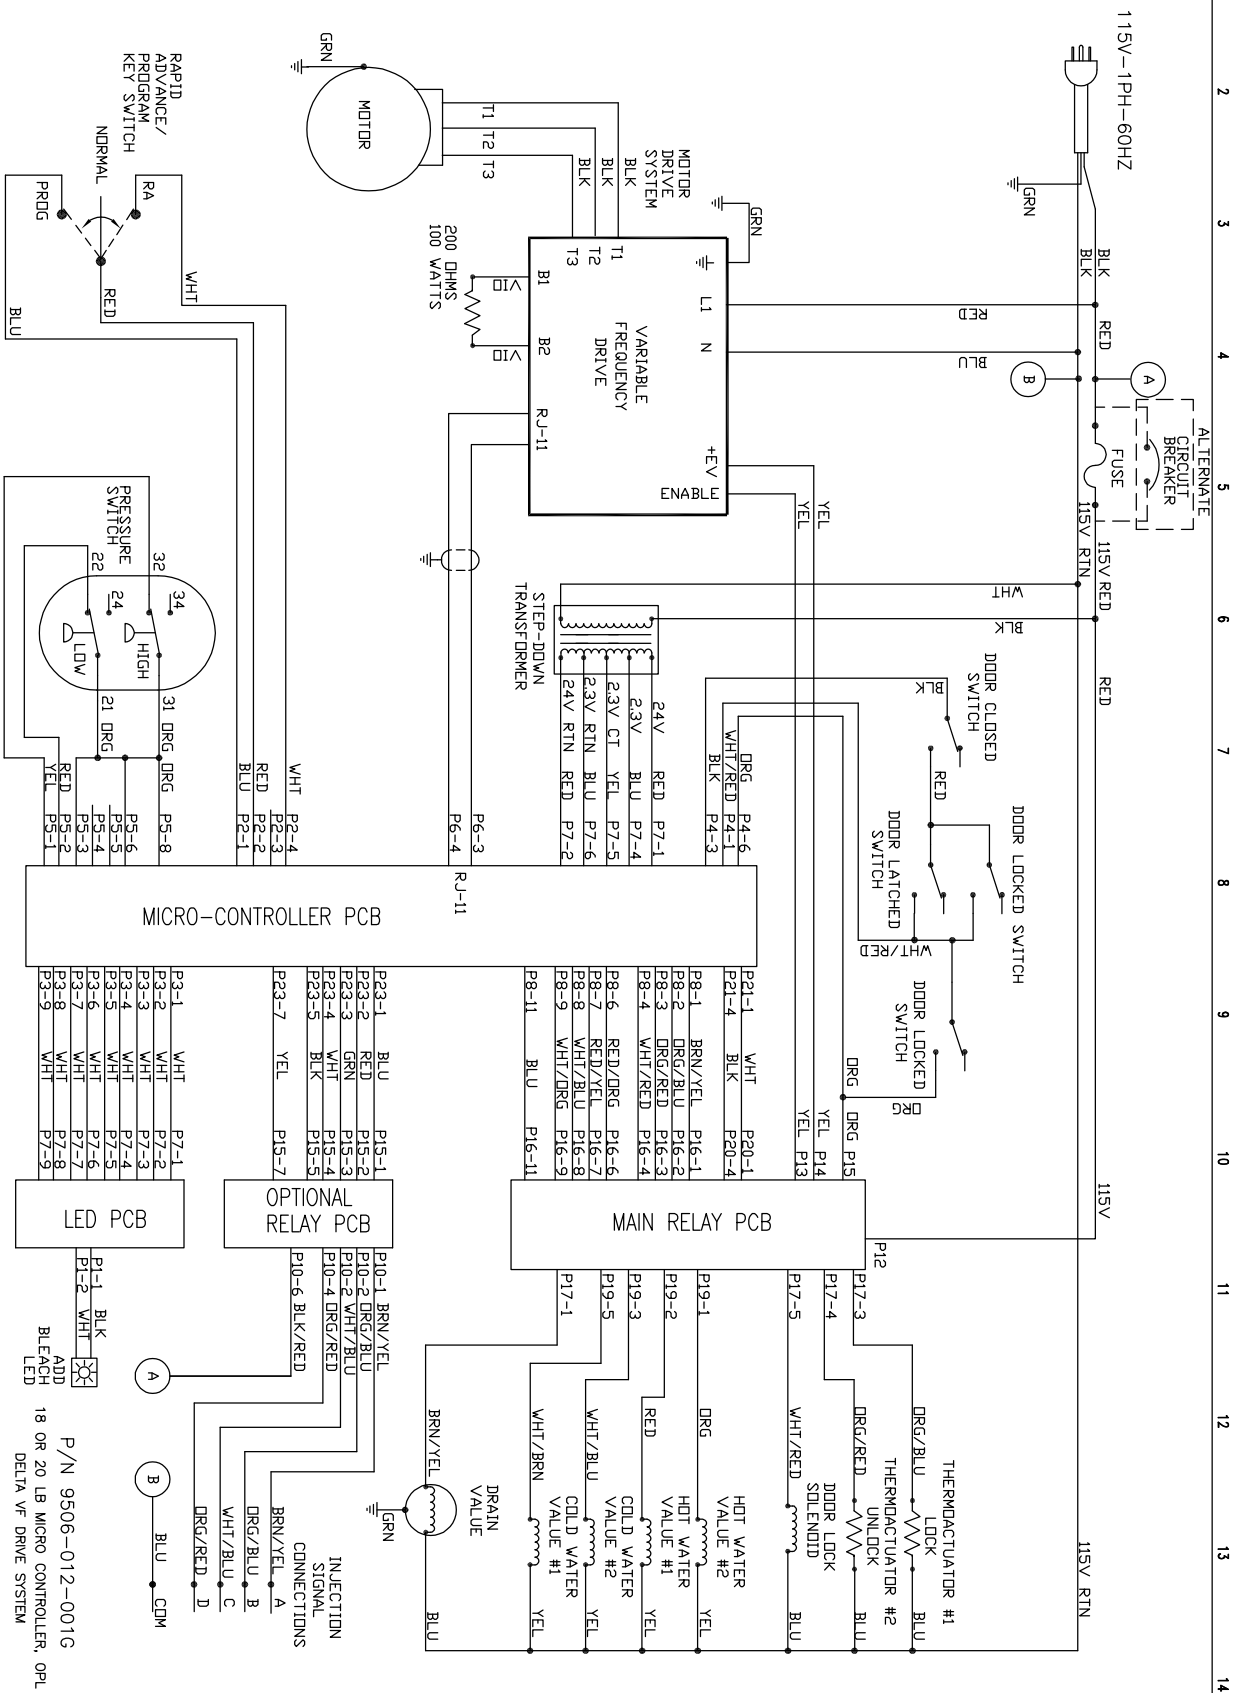 2
3
4
5
6
7
8
9
10
11
12
13
14
115V-1PH-60HZ
GRN
BLK
BLK
RED
A
B
ALTERNATE
CIRCUIT
BREAKER
FUSE
115V RED
115V RTN
RED
115V
115V RTN
MOTOR
GRN
T1
T2
T3
BLK
BLK
BLK
MOTOR
DRIVE
SYSTEM
GRN
T1
T2
T3
L1
N
RED
BLU
VARIABLE
FREQUENCY
DRIVE
B1
B2
VIO
VIO
200 OHMS
100 WATTS
RJ-11
+EV
ENABLE
YEL
YEL
RAPID
ADVANCE/
PROGRAM
KEY SWITCH
NORMAL
RA
PROG
WHT
RED
BLU
PRESSURE
SWITCH
32
22
34
24
HIGH
LOW
31 ORG ORG
21 ORG
STEP-DOWN
TRANSFORMER
WHT
BLK
24V RED P7-1
2.3V BLU P7-4
2.3V CT YEL P7-5
2.3V RTN BLU P7-6
24V RTN RED P7-2
DOOR CLOSED
SWITCH
BLK
RED
DOOR LOCKED SWITCH
DOOR LATCHED
SWITCH
WHT/RED
DOOR LOCKED
SWITCH
ORG
ORG P4-6
WHT/RED P4-1
BLK P4-3
P6-3
P6-4
RJ-11
WHT P2-4
P2-3
RED P2-2
BLU P2-1
P5-8
P5-6
P5-5
P5-4
P5-3
RED P5-2
YEL P5-1
MICRO-CONTROLLER PCB
ORG ORG P15
YEL P14
YEL P13
P21-1 WHT P20-1
P21-4 BLK P20-4
P8-1 BRN/YEL P16-1
P8-2 ORG/BLU P16-2
P8-3 ORG/RED P16-3
P8-4 WHT/RED P16-4
P8-6 RED/ORG P16-6
P8-7 RED/YEL P16-7
P8-8 WHT/BLU P16-8
P8-9 WHT/ORG P16-9
P8-11 BLU P16-11
P23-1 BLU P15-1
P23-2 RED P15-2
P23-3 GRN P15-3
P23-4 WHT P15-4
P23-5 BLK P15-5
P23-7 YEL P15-7
P3-1 WHT P7-1
P3-2 WHT P7-2
P3-3 WHT P7-3
P3-4 WHT P7-4
P3-5 WHT P7-5
P3-6 WHT P7-6
P3-7 WHT P7-7
P3-8 WHT P7-8
P3-9 WHT P7-9
MAIN RELAY PCB
OPTIONAL
RELAY PCB
LED PCB
P12
P17-3
P17-4
P17-5
P19-1
P19-2
P19-3
P19-5
P17-1
THERMOACTUATOR #1
LOCK
ORG/BLU
BLU
THERMOACTUATOR #2
UNLOCK
ORG/RED
BLU
DOOR LOCK
SOLENOID
WHT/RED
BLU
HOT WATER
VALUE #2
ORG
YEL
HOT WATER
VALUE #1
RED
YEL
COLD WATER
VALUE #2
WHT/BLU
YEL
COLD WATER
VALUE #1
WHT/BRN
YEL
DRAIN
VALUE
BRN/YEL
BLU
GRN
P10-1 BRN/YEL
P10-2 ORG/BLU
P10-2 WHT/BLU
P10-4 ORG/RED
P10-6 BLK/RED
INJECTION
SIGNAL
CONNECTIONS
BRN/YEL A
ORG/BLU B
WHT/BLU C
ORG/RED D
A
B
BLU COM
P1-1 BLK
P1-2 WHT
ADD
BLEACH
LED
P/N 9506-012-001G
18 OR 20 LB MICRO CONTROLLER, OPL
DELTA VF DRIVE SYSTEM